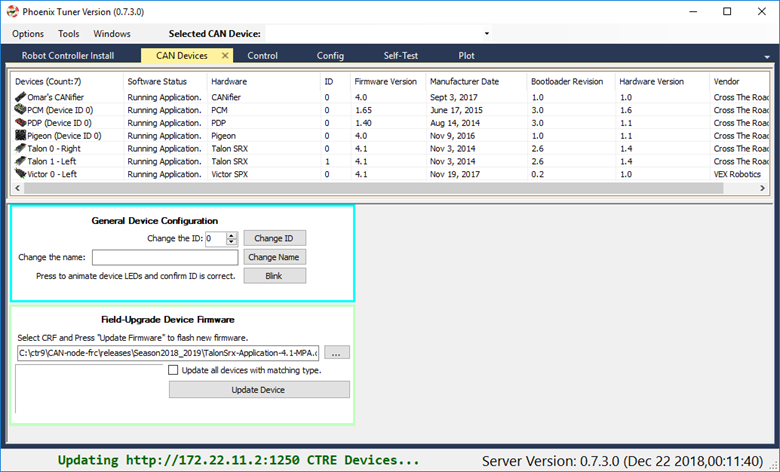 Phoenix Tuner Version (0.7.3.0)
Options Tools Windows Selected CAN Device:
Robot Controller Install CAN Devices Control Config Self-Test Plot
Devices (Count:7) Software Status Hardware ID Firmware Version Manufacturer Date Bootloader Revision Hardware Version Vendor
Omar's CANifier Running Application. CANifier 0 4.0 Sept 3, 2017 1.0 1.0 Cross The Road
PCM (Device ID 0) Running Application. PCM 0 1.65 June 17, 2015 3.0 1.6 Cross The Road
PDP (Device ID 0) Running Application. PDP 0 1.40 Aug 14, 2014 3.0 1.1 Cross The Road
Pigeon (Device ID 0) Running Application. Pigeon 0 4.0 Nov 9, 2016 1.0 1.1 Cross The Road
Talon 0 - Right Running Application. Talon SRX 0 4.1 Nov 3, 2014 2.6 1.4 Cross The Road
Talon 1 - Left Running Application. Talon SRX 1 4.1 Nov 3, 2014 2.6 1.4 Cross The Road
Victor 0 - Left Running Application. Victor SPX 0 4.1 Nov 19, 2017 0.2 1.0 VEX Robotics
General Device Configuration
Change the ID: 0 Change ID
Change the name: Change Name
Press to animate device LEDs and confirm ID is correct. Blink
Field-Upgrade Device Firmware
Select CRF and Press "Update Firmware" to flash new firmware.
C:\ctr9\CAN-node-frc\releases\Season2018_2019\TalonSrx-Application-4.1-MPA.c ...
Update all devices with matching type.
Update Device
Updating http://172.22.11.2:1250 CTRE Devices... Server Version: 0.7.3.0 (Dec 22 2018,00:11:40)